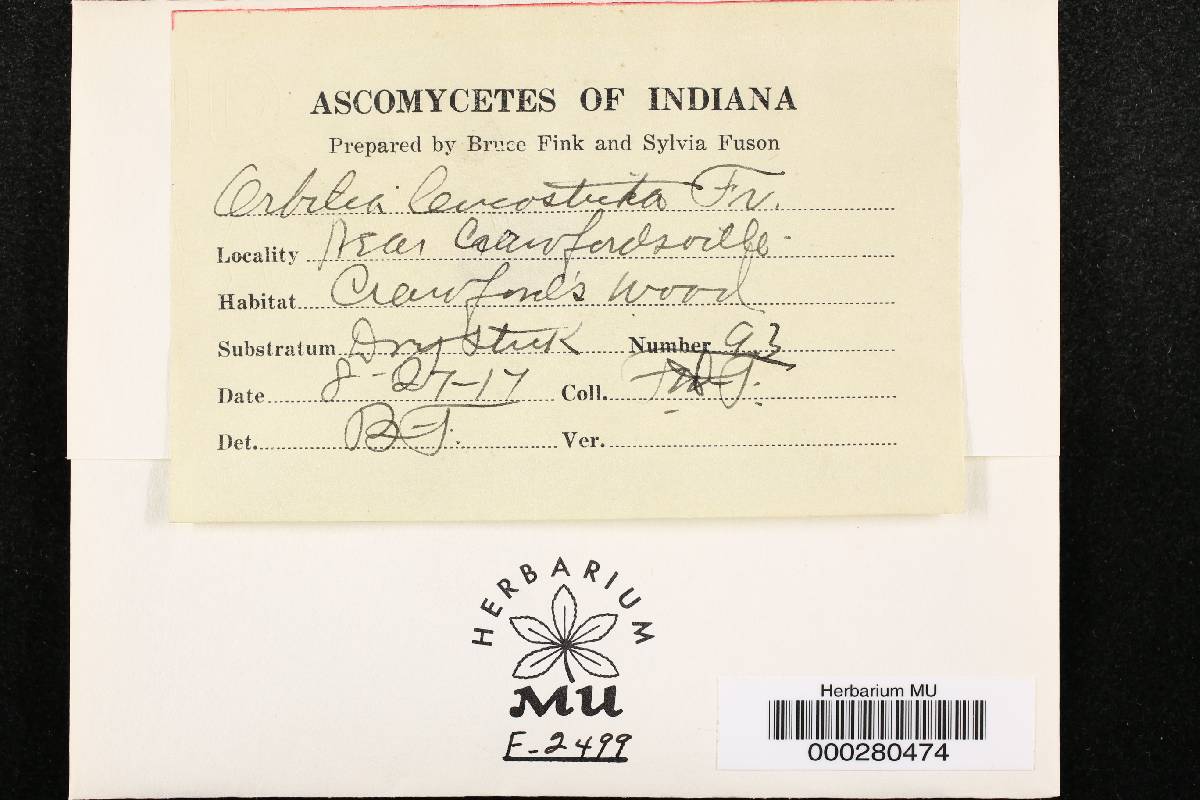 ASCOMYCETES OF INDIANA
Prepared by Bruce Fink and Sylvia Fuson
Orbilia leucosticta Fr.
Locality Near Crawfordsville
Habitat Crawford's Wood
Substratum Dry Stick Number 93
Date 8-27-17 Coll.
Det. B F. Ver.
HERBARIUM
MU
F-2499
Herbarium MU
000280474